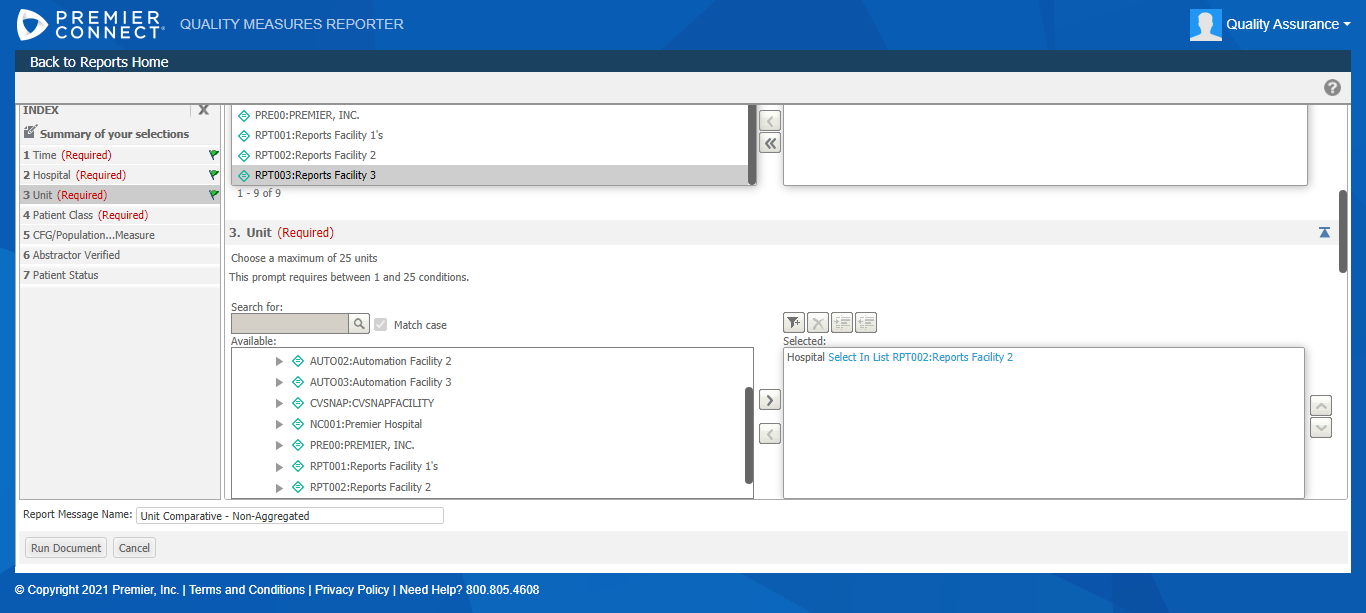 PREMIER CONNECT
QUALITY MEASURES REPORTER
Quality Assurance
Back to Reports Home
?
INDEX
X
Summary of your selections
1 Time (Required)
2 Hospital (Required)
3 Unit (Required)
4 Patient Class (Required)
5 CFG/Population...Measure
6 Abstractor Verified
7 Patient Status
PRE00:PREMIER, INC.
RPT001:Reports Facility 1's
RPT002:Reports Facility 2
RPT003:Reports Facility 3
1 - 9 of 9
3. Unit (Required)
Choose a maximum of 25 units
This prompt requires between 1 and 25 conditions.
Search for:
Match case
Available:
AUTO02:Automation Facility 2
AUTO03:Automation Facility 3
CVSNAP:CVSNAPFACILITY
NC001:Premier Hospital
PRE00:PREMIER, INC.
RPT001:Reports Facility 1's
RPT002:Reports Facility 2
Selected:
Hospital Select In List RPT002:Reports Facility 2
Report Message Name: Unit Comparative - Non-Aggregated
Run Document Cancel
© Copyright 2021 Premier, Inc. | Terms and Conditions | Privacy Policy | Need Help? 800.805.4608